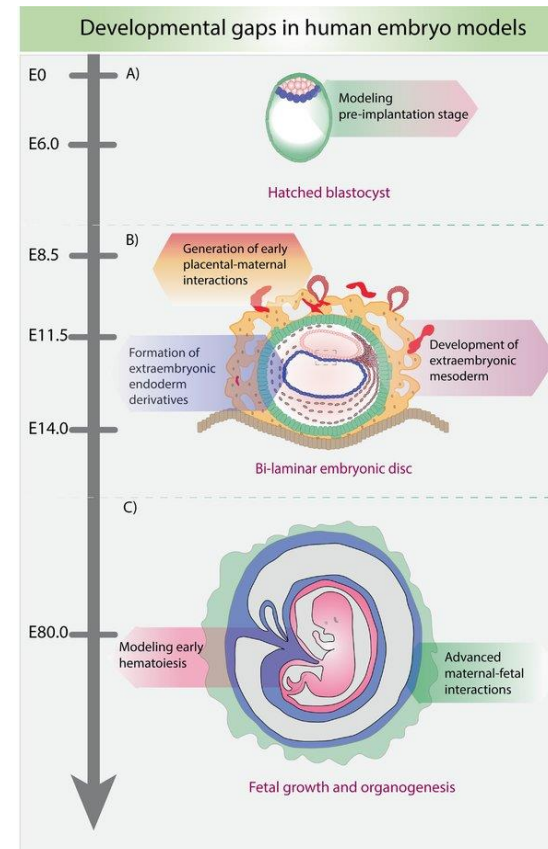 Developmental gaps in human embryo models
E0
A)
Modeling
pre-implantation stage
E6.0
Hatched blastocyst
B)
E8.5
Generation of early
placental-maternal
interactions
E11.5
Formation of
extraembryonic
endoderm
derivatives
Development of
extraembryonic
mesoderm
E14.0
Bi-laminar embryonic disc
C)
E80.0
Modeling early
hematoiesis
Advanced
maternal-fetal
interactions
Fetal growth and organogenesis